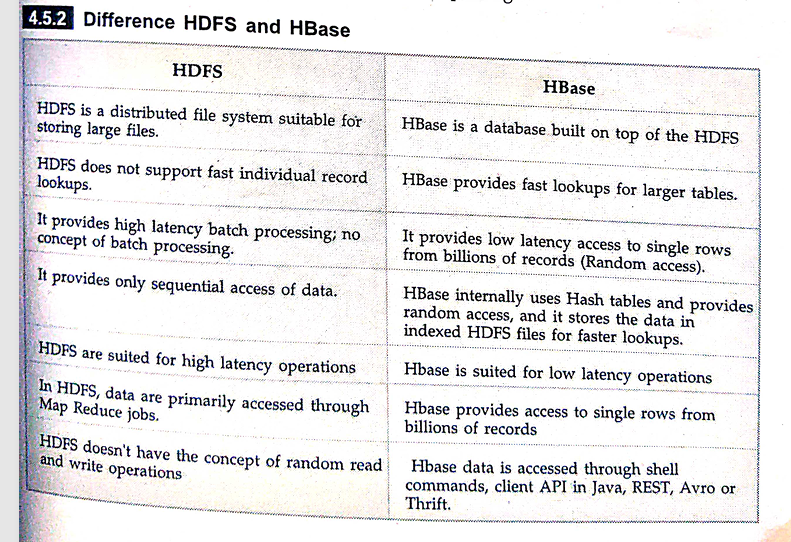 4.5.2 Difference HDFS and HBase
HDFS
HBase
HDFS is a distributed file system suitable for
storing large files.
HBase is a database built on top of the HDFS
HDFS does not support fast individual record
lookups.
HBase provides fast lookups for larger tables.
It provides high latency batch processing; no
concept of batch processing.
It provides low latency access to single rows
from billions of records (Random access).
It provides only sequential access of data.
HBase internally uses Hash tables and provides
random access, and it stores the data in
indexed HDFS files for faster lookups.
HDFS are suited for high latency operations
Hbase is suited for low latency operations
In HDFS, data are primarily accessed through
Map Reduce jobs.
Hbase provides access to single rows from
billions of records
HDFS doesn't have the concept of random read
and write operations
Hbase data is accessed through shell
commands, client API in Java, REST, Avro or
Thrift.